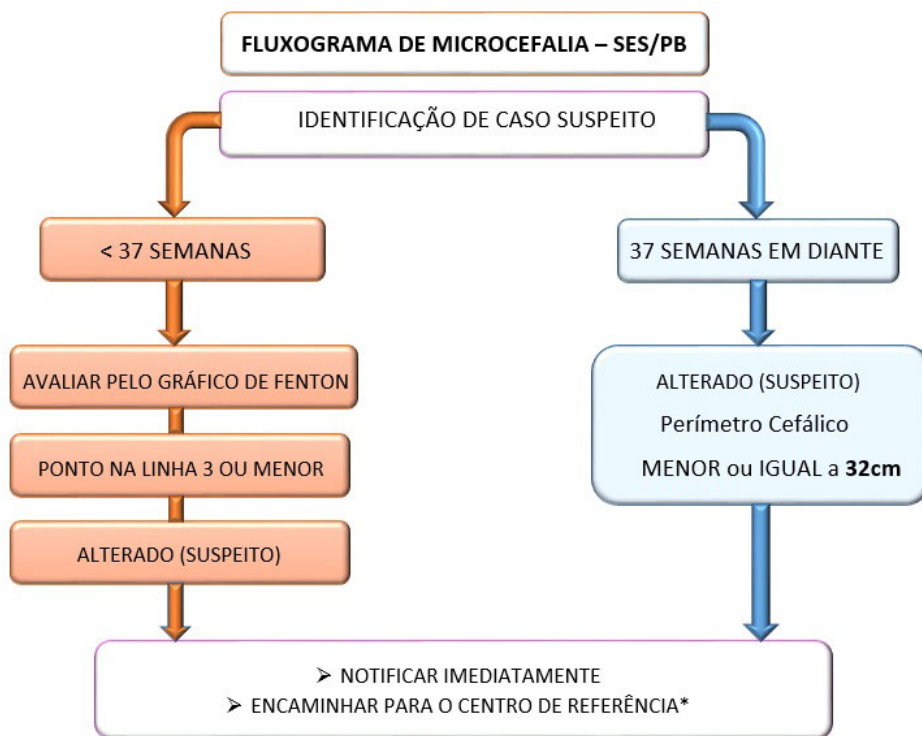 FLUXOGRAMA DE MICROCEFALIA – SES/PB
IDENTIFICAÇÃO DE CASO SUSPEITO
< 37 SEMANAS
AVALIAR PELO GRÁFICO DE FENTON
PONTO NA LINHA 3 OU MENOR
ALTERADO (SUSPEITO)
37 SEMANAS EM DIANTE
ALTERADO (SUSPEITO)
Perímetro Cefálico
MENOR ou IGUAL a 32cm
➢ NOTIFICAR IMEDIATAMENTE
➢ ENCAMINHAR PARA O CENTRO DE REFERÊNCIA*